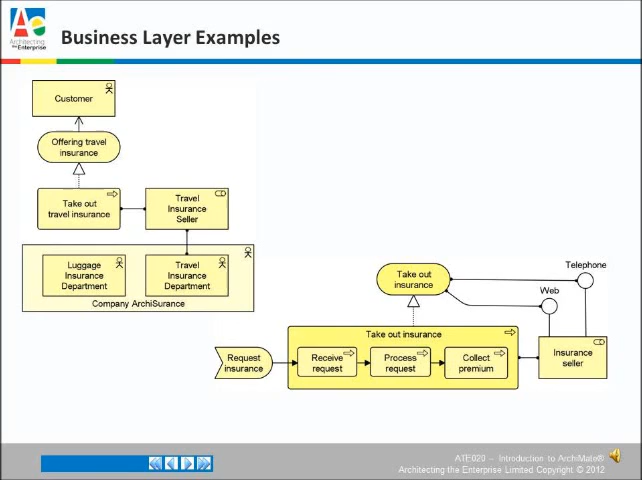 Ae
Architecting
the Enterprise
Business Layer Examples
Customer
Offering travel
insurance
Take out
travel insurance
Travel
Insurance
Seller
Luggage
Insurance
Department
Travel
Insurance
Department
Company ArchiSurance
Take out
insurance
Telephone
Web
Request
insurance
Take out insurance
Receive
request
Process
request
Collect
premium
Insurance
seller
ATE020 – Introduction to ArchiMate®
Architecting the Enterprise Limited Copyright © 2012